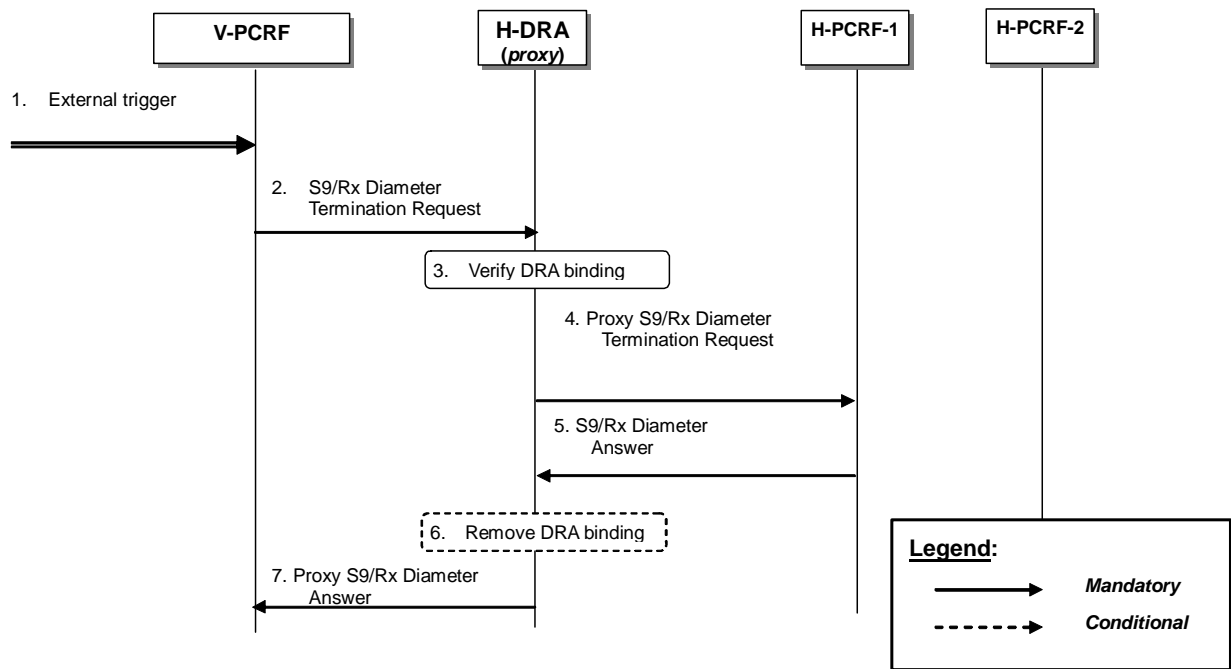 V-PCRF
H-DRA
(proxy)
H-PCRF-1
H-PCRF-2
1. External trigger
2. S9/Rx Diameter
Termination Request
3. Verify DRA binding
4. Proxy S9/Rx Diameter
Termination Request
5. S9/Rx Diameter
Answer
6. Remove DRA binding
7. Proxy S9/Rx Diameter
Answer
Legend:
Mandatory
Conditional